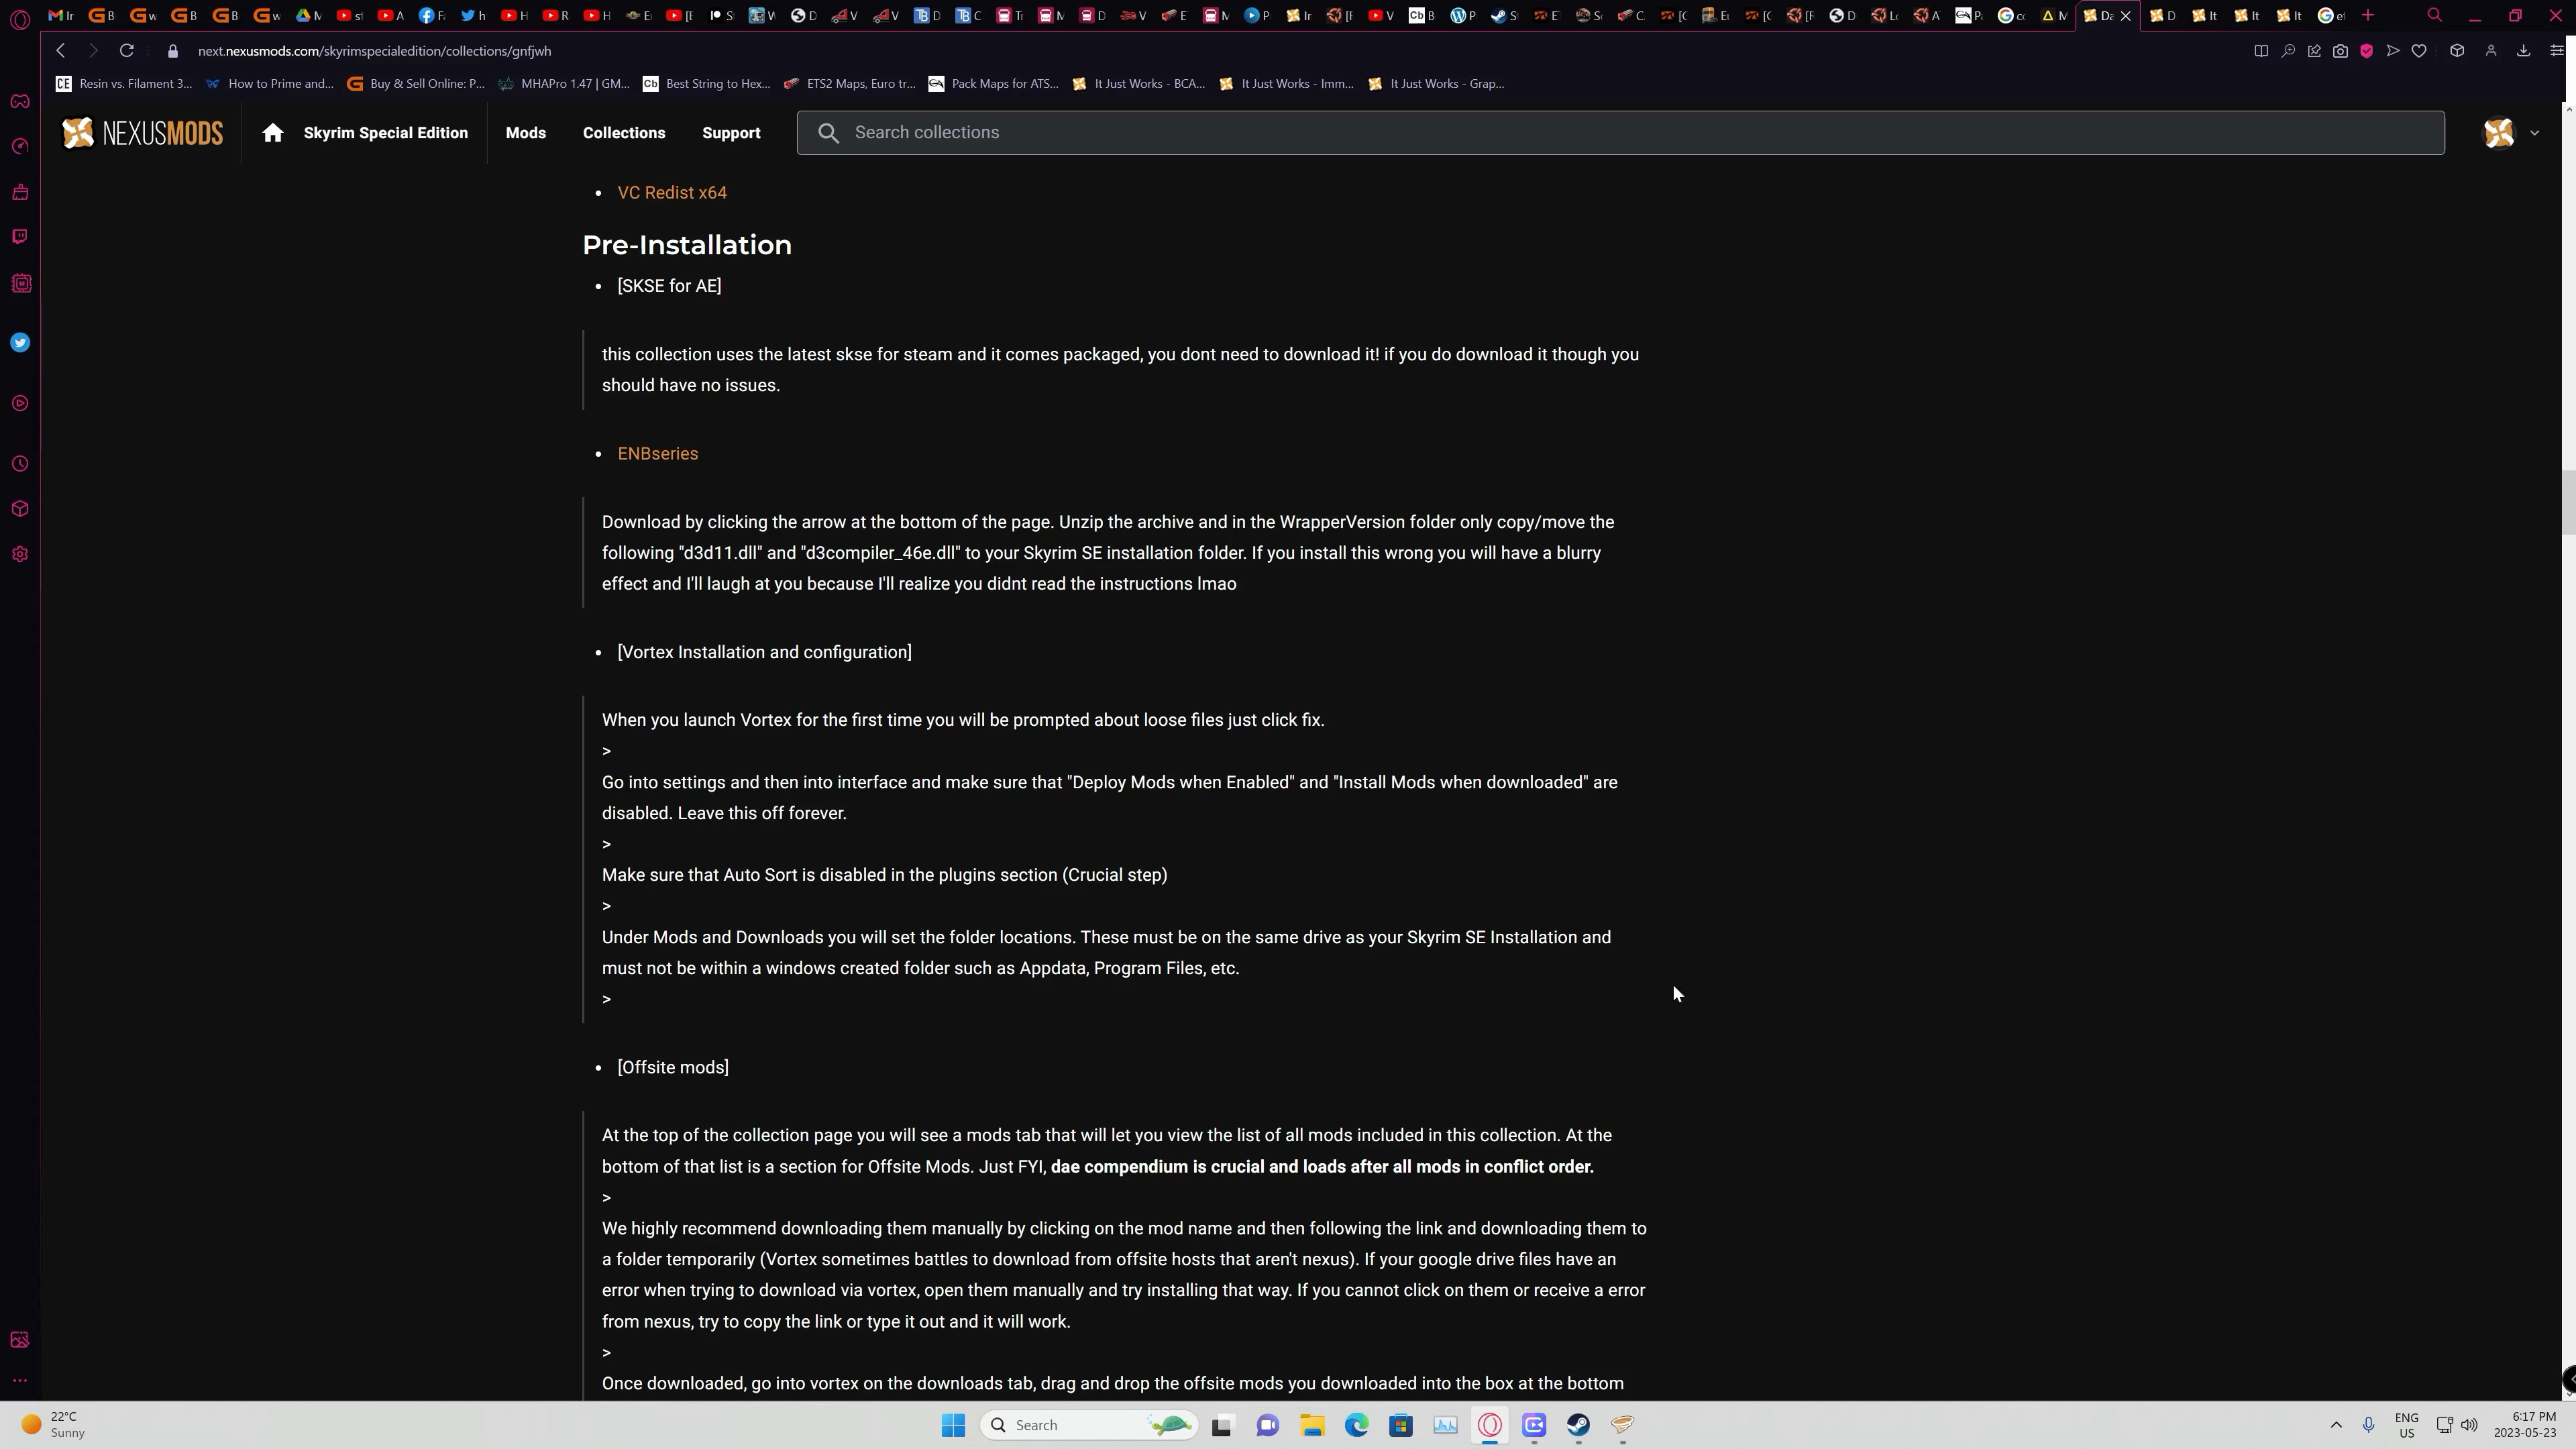 next.nexusmods.com/skyrimspecialedition/collections/gnfjwh
Resin vs. Filament 3... How to Prime and... Buy & Sell Online: P... MHAPro 1.47 | GM... Best String to Hex... ETS2 Maps, Euro tr... Pack Maps for ATS... It Just Works - BCA... It Just Works - Imm... It Just Works - Grap...
NEXUSMODS Skyrim Special Edition Mods Collections Support Search collections
• VC Redist x64
Pre-Installation
• [SKSE for AE]
this collection uses the latest skse for steam and it comes packaged, you dont need to download it! if you do download it though you
should have no issues.
• ENBseries
Download by clicking the arrow at the bottom of the page. Unzip the archive and in the WrapperVersion folder only copy/move the
following "d3d11.dll" and "d3compiler_46e.dll" to your Skyrim SE installation folder. If you install this wrong you will have a blurry
effect and I'll laugh at you because I'll realize you didnt read the instructions lmao
• [Vortex Installation and configuration]
When you launch Vortex for the first time you will be prompted about loose files just click fix.
>
Go into settings and then into interface and make sure that "Deploy Mods when Enabled" and "Install Mods when downloaded" are
disabled. Leave this off forever.
>
Make sure that Auto Sort is disabled in the plugins section (Crucial step)
>
Under Mods and Downloads you will set the folder locations. These must be on the same drive as your Skyrim SE Installation and
must not be within a windows created folder such as Appdata, Program Files, etc.
>
• [Offsite mods]
At the top of the collection page you will see a mods tab that will let you view the list of all mods included in this collection. At the
bottom of that list is a section for Offsite Mods. Just FYI, dae compendium is crucial and loads after all mods in conflict order.
>
We highly recommend downloading them manually by clicking on the mod name and then following the link and downloading them to
a folder temporarily (Vortex sometimes battles to download from offsite hosts that aren't nexus). If your google drive files have an
error when trying to download via vortex, open them manually and try installing that way. If you cannot click on them or receive a error
from nexus, try to copy the link or type it out and it will work.
>
Once downloaded, go into vortex on the downloads tab, drag and drop the offsite mods you downloaded into the box at the bottom
22°C
Sunny
Search
ENG
US
6:17 PM
2023-05-23